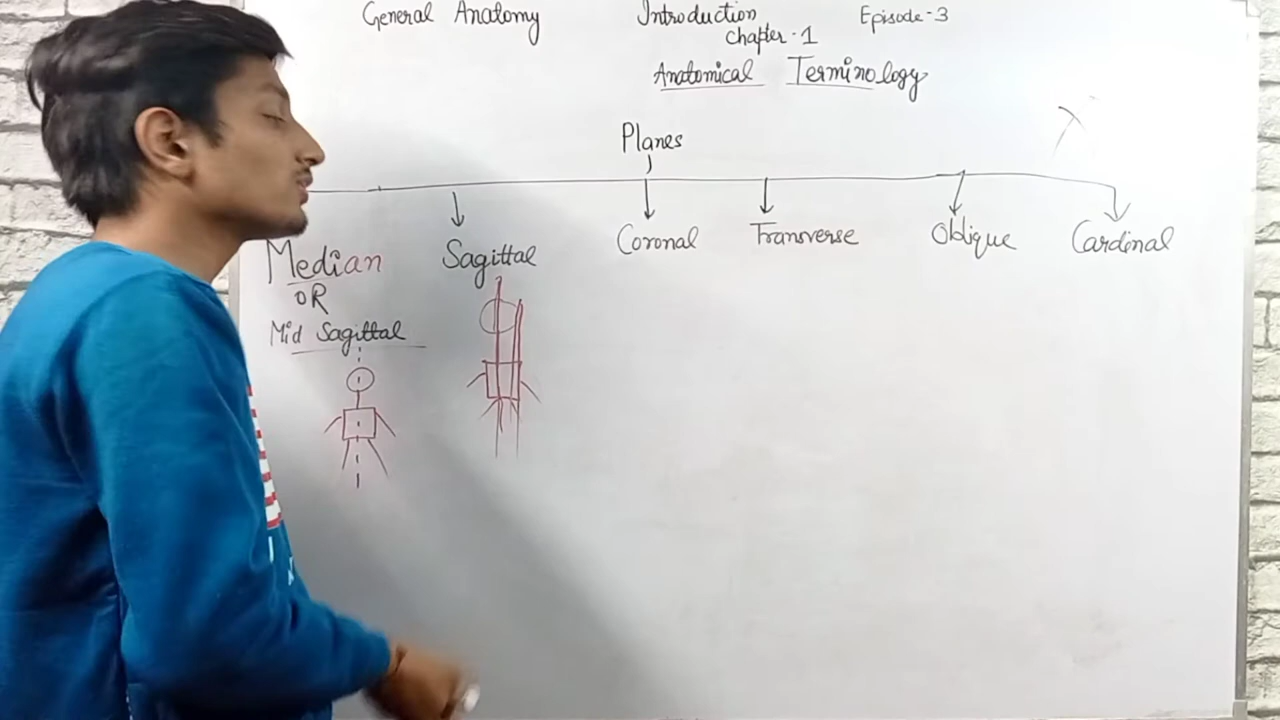 General Anatomy Introduction Episode-3
Chapter-1
Anatomical Terminology
Planes
Median Sagittal Coronal Transverse Oblique Cardinal
OR
Mid Sagittal